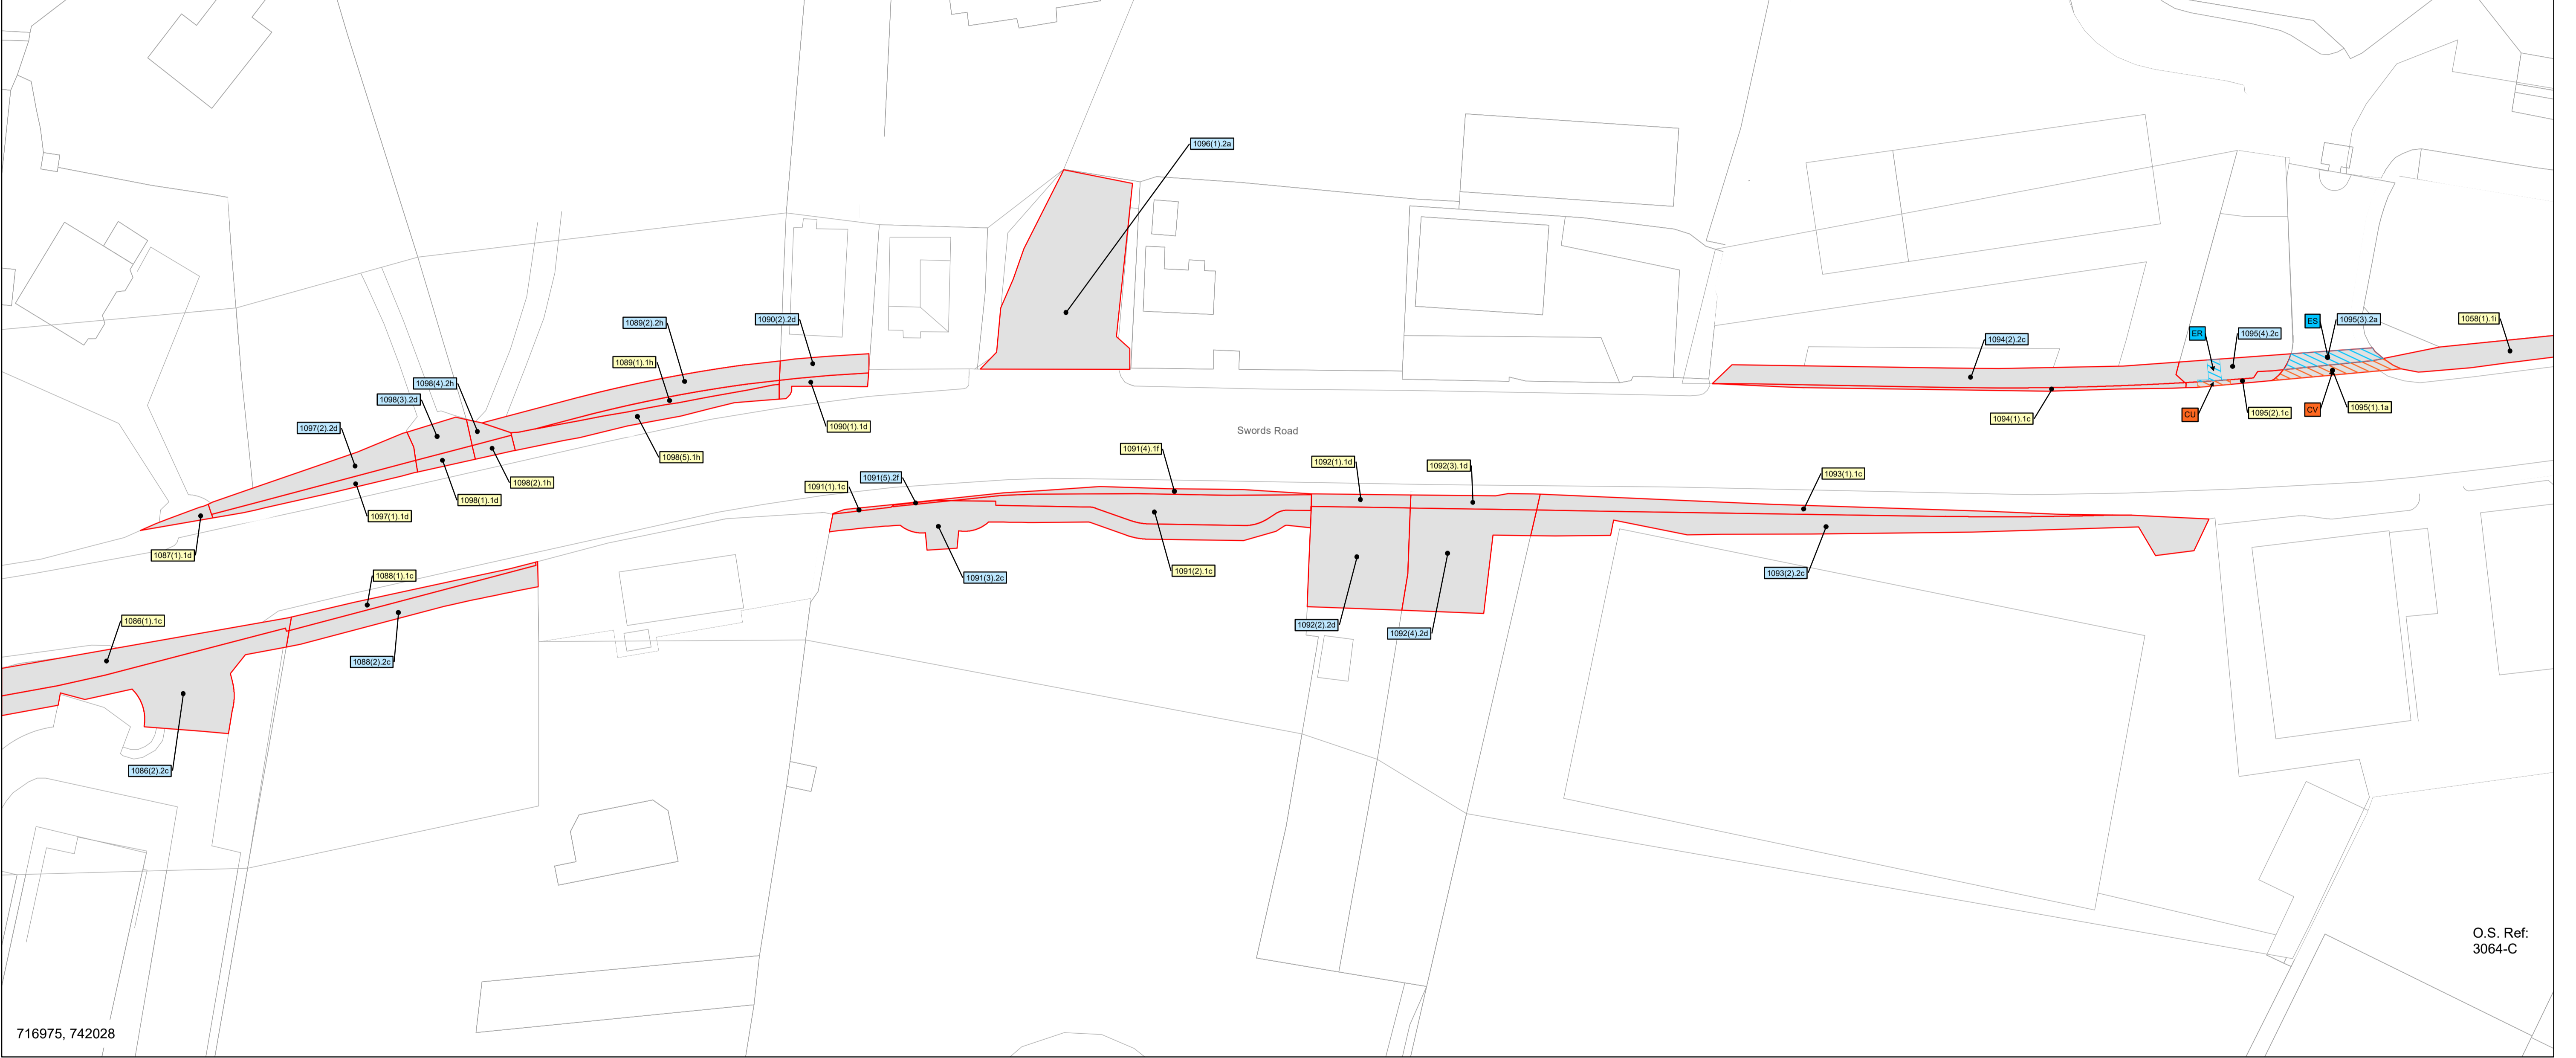 1096(1).2a
1089(2).2h
1090(2).2d
ER
ES
1095(4).2c
1095(3).2a
1058(1).1i
1094(2).2c
1089(1).1h
1098(4).2h
1098(3).2d
1094(1).1c
CU
1095(2).1c
CV
1095(1).1a
1097(2).2d
1090(1).1d
Swords Road
1098(5).1h
1091(4).1f
1092(1).1d
1092(3).1d
1093(1).1c
1098(2).1h
1091(1).1c
1091(5).2f
1098(1).1d
1097(1).1d
1087(1).1d
1088(1).1c
1091(3).2c
1091(2).1c
1093(2).2c
1086(1).1c
1092(2).2d
1092(4).2d
1088(2).2c
1086(2).2c
O.S. Ref:
3064-C
716975, 742028